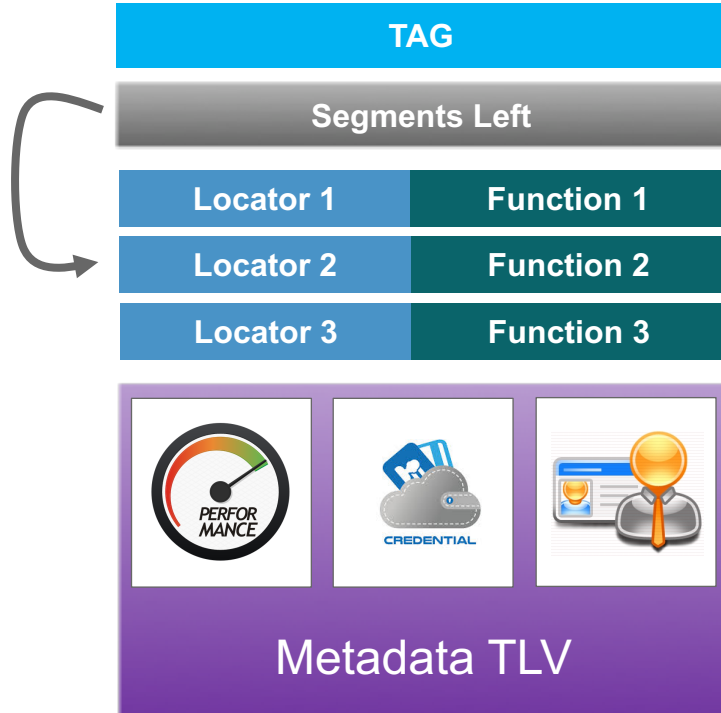 TAG
Segments Left
Locator 1 Function 1
Locator 2 Function 2
Locator 3 Function 3
PERFOR
MANCE
CREDENTIAL
Metadata TLV